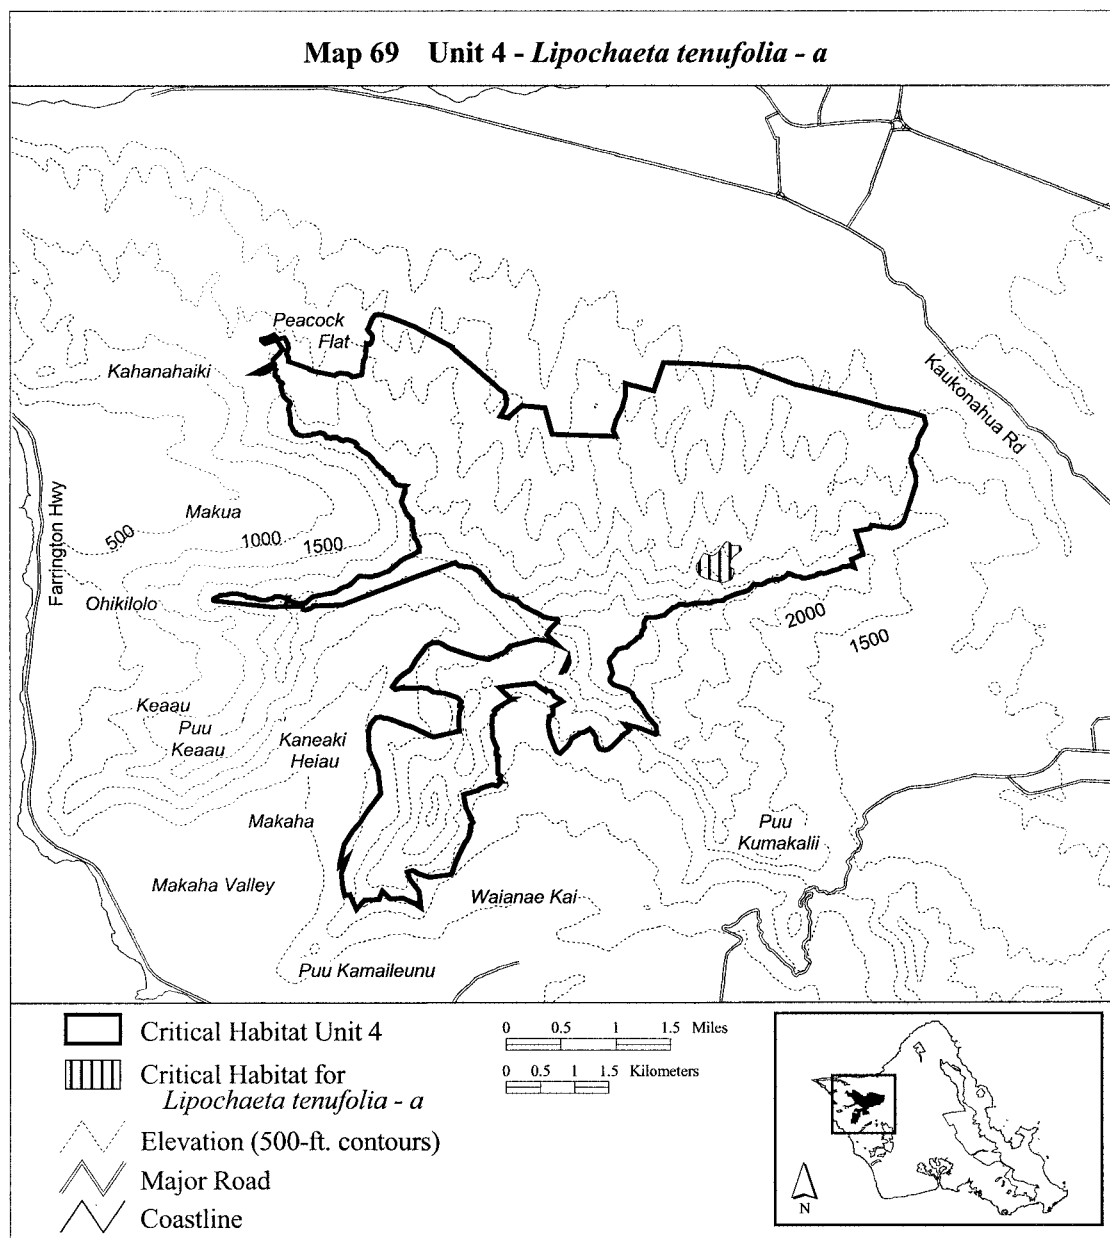 Map 69 Unit 4 - Lipochaeta tenufolia - a
Peacock
Flat
Kahanahaiki
Kaukonahua Rd
Farrington Hwy
Makua
500
1000
1500
Ohikilolo
2000
1500
Keaau
Puu
Keaau
Kaneaki
Heiau
Makaha
Puu
Kumakalii
Makaha Valley
Waianae Kai
Puu Kamaileunu
Critical Habitat Unit 4
Critical Habitat for
Lipochaeta tenufolia - a
Elevation (500-ft. contours)
Major Road
Coastline
0 0.5 1 1.5 Miles
0 0.5 1 1.5 Kilometers
N